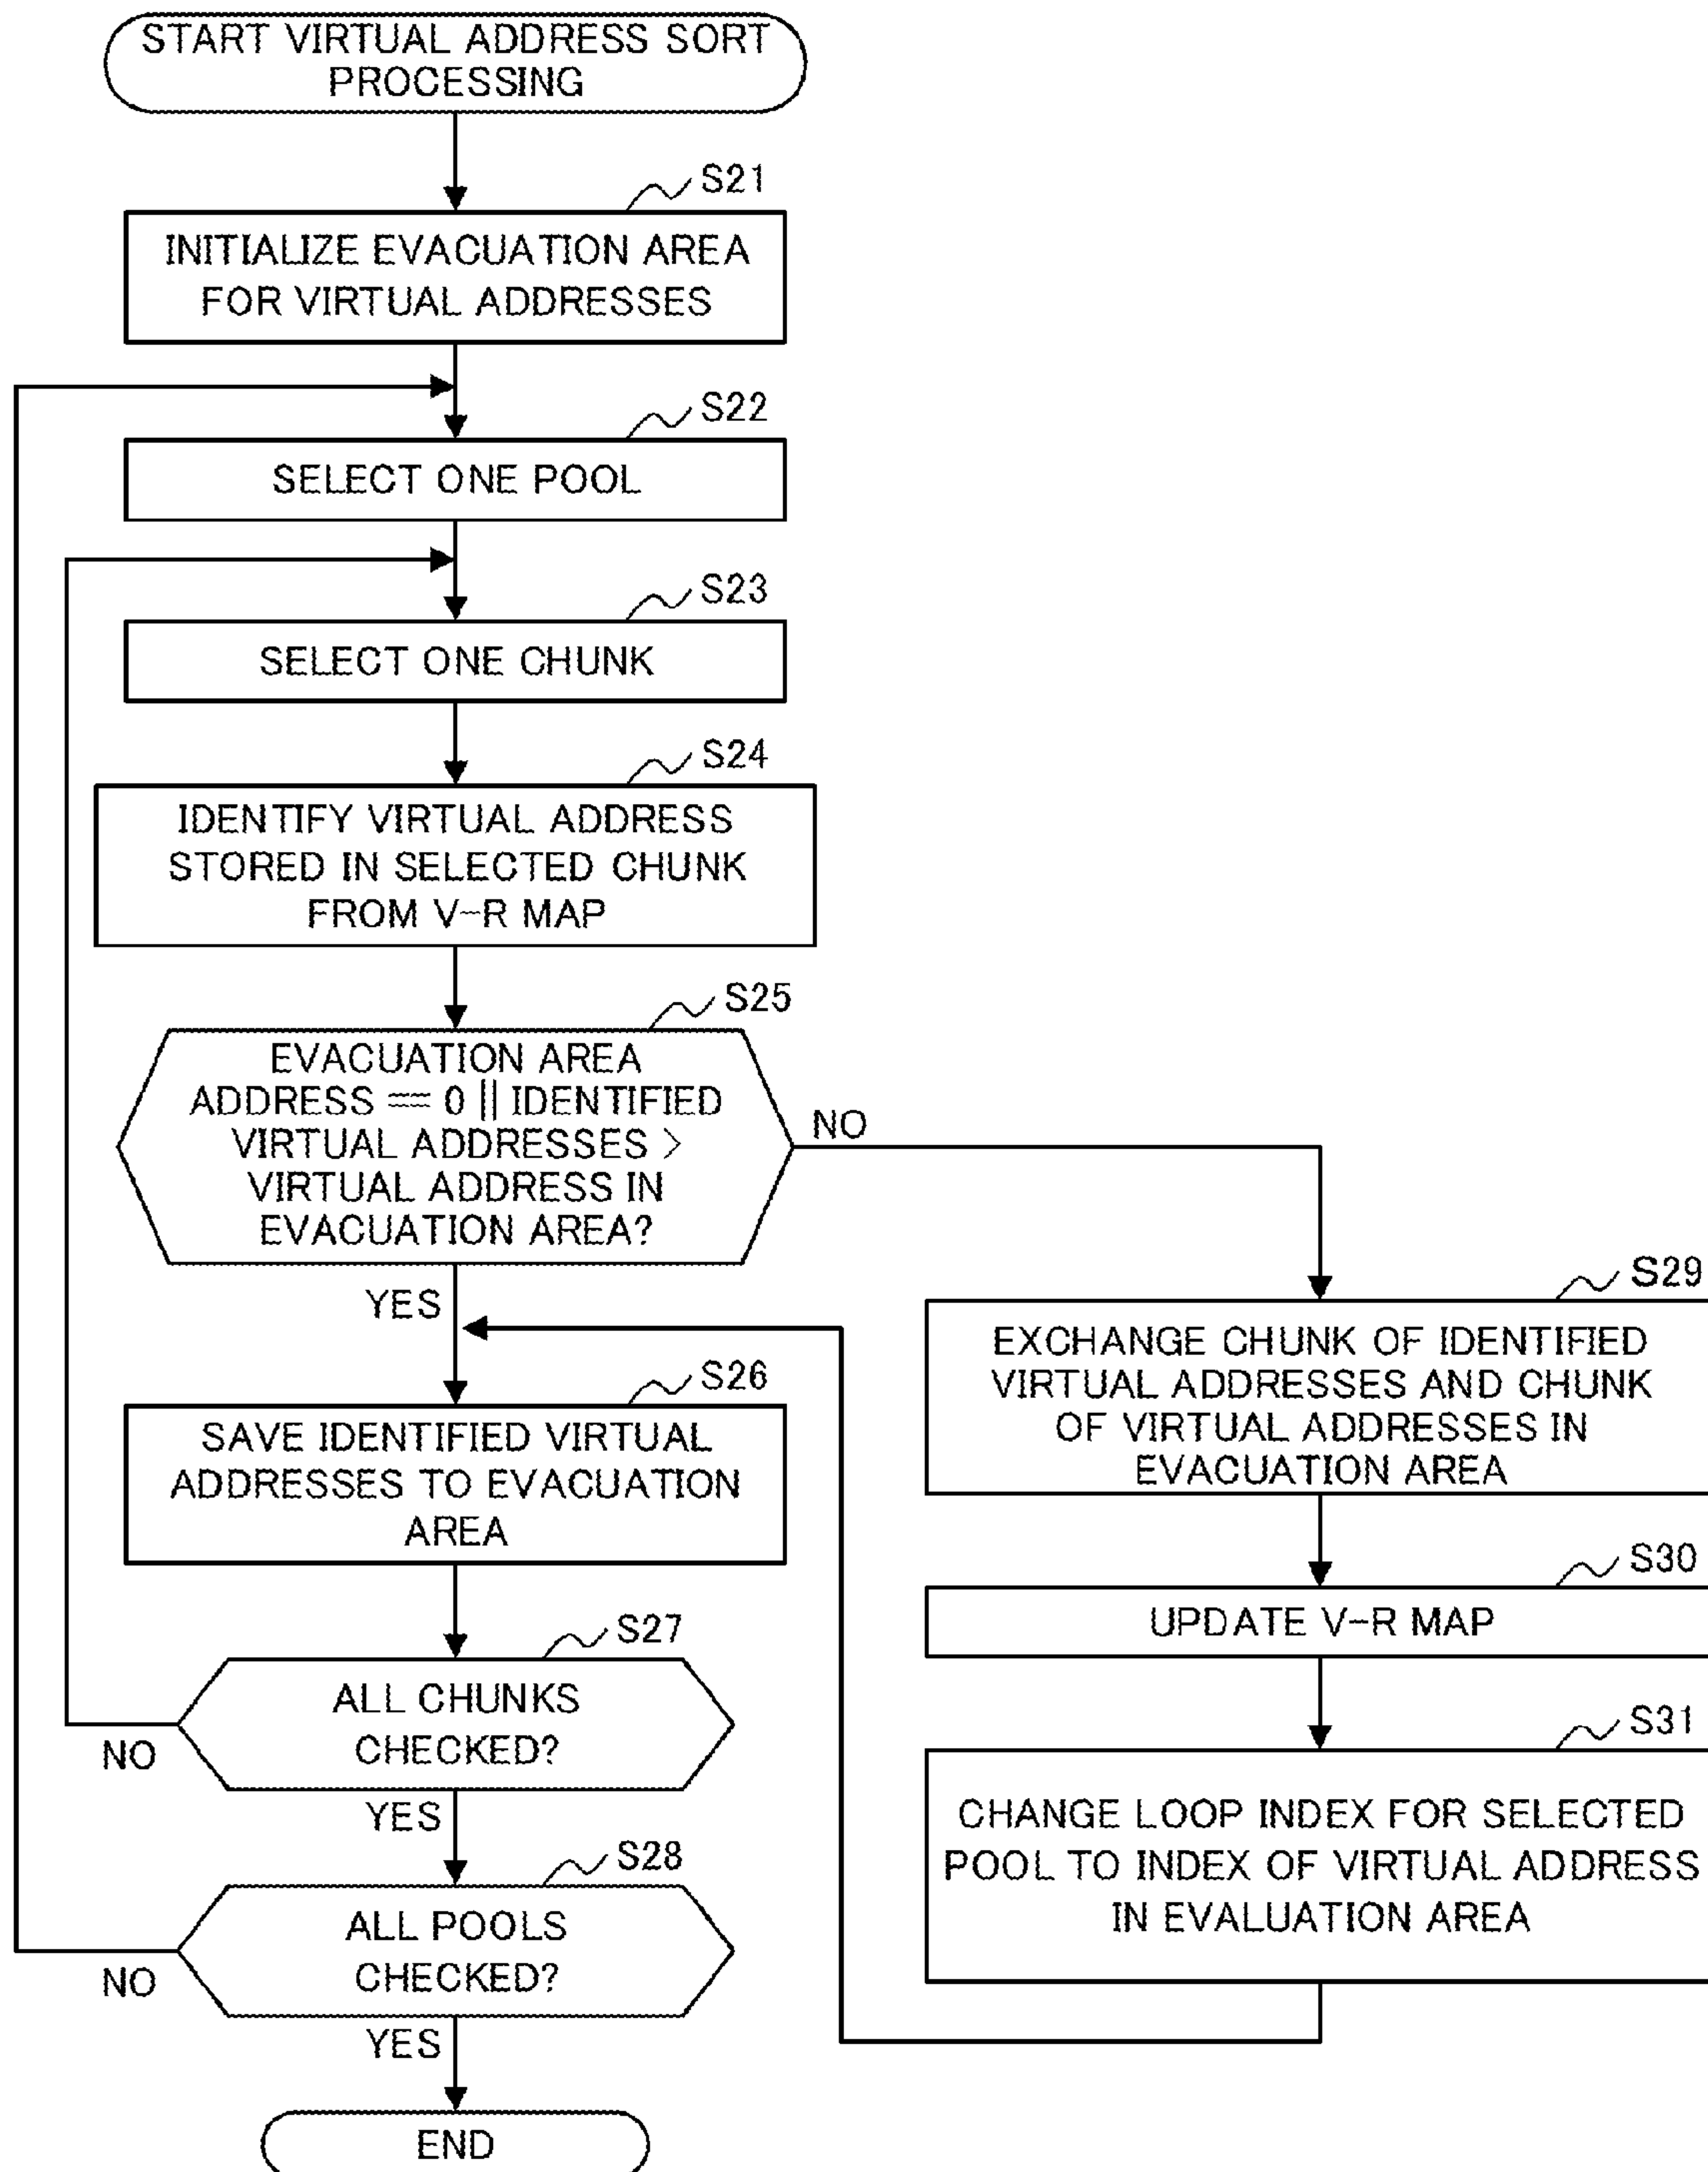 START VIRTUAL ADDRESS SORT
PROCESSING
S21
INITIALIZE EVACUATION AREA
FOR VIRTUAL ADDRESSES
S22
SELECT ONE POOL
S23
SELECT ONE CHUNK
S24
IDENTIFY VIRTUAL ADDRESS
STORED IN SELECTED CHUNK
FROM V-R MAP
S25
EVACUATION AREA
ADDRESS == 0 || IDENTIFIED
VIRTUAL ADDRESSES >
VIRTUAL ADDRESS IN
EVACUATION AREA?
NO
YES
S26
SAVE IDENTIFIED VIRTUAL
ADDRESSES TO EVACUATION
AREA
S27
ALL CHUNKS
CHECKED?
NO
YES
S28
ALL POOLS
CHECKED?
NO
YES
END
S29
EXCHANGE CHUNK OF IDENTIFIED
VIRTUAL ADDRESSES AND CHUNK
OF VIRTUAL ADDRESSES IN
EVACUATION AREA
S30
UPDATE V-R MAP
S31
CHANGE LOOP INDEX FOR SELECTED
POOL TO INDEX OF VIRTUAL ADDRESS
IN EVALUATION AREA